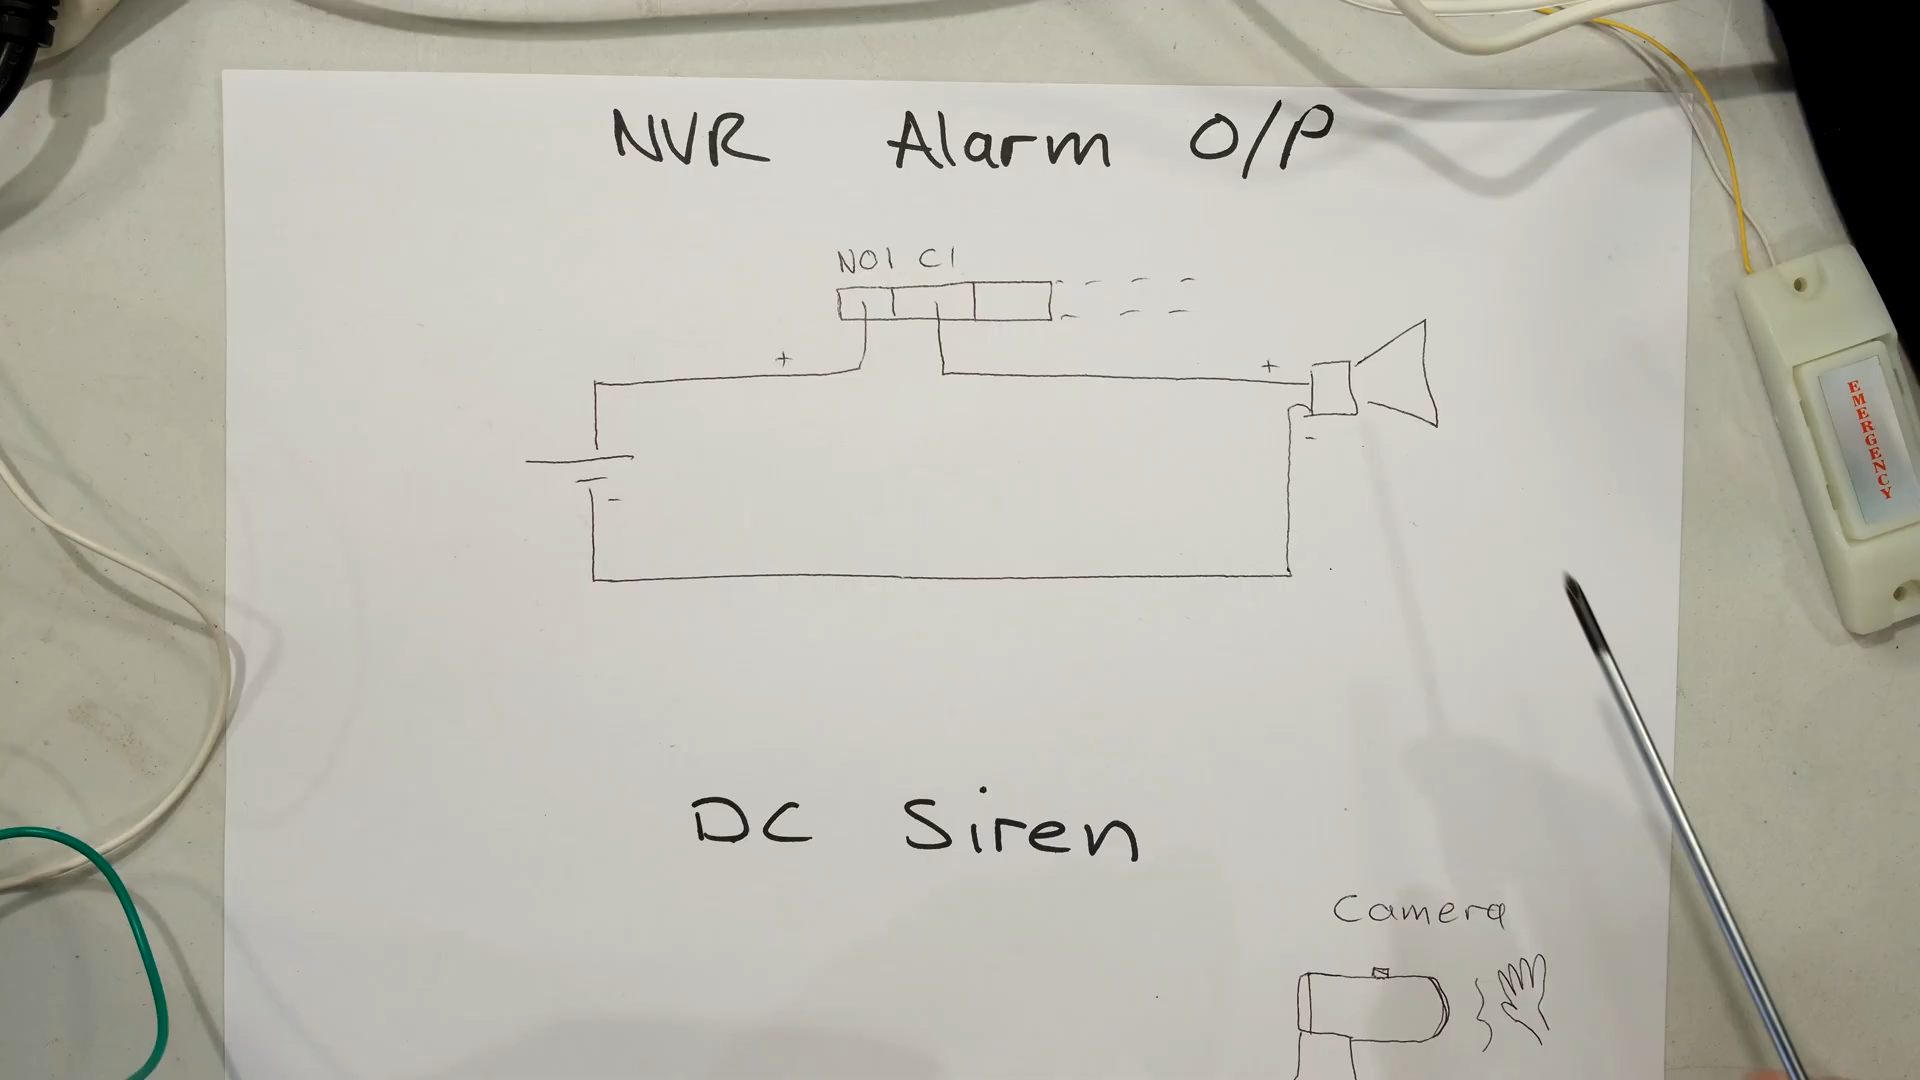 NVR Alarm O/P
NO1 C1
+ +
-
-
EMERGENCY
DC Siren
Camera